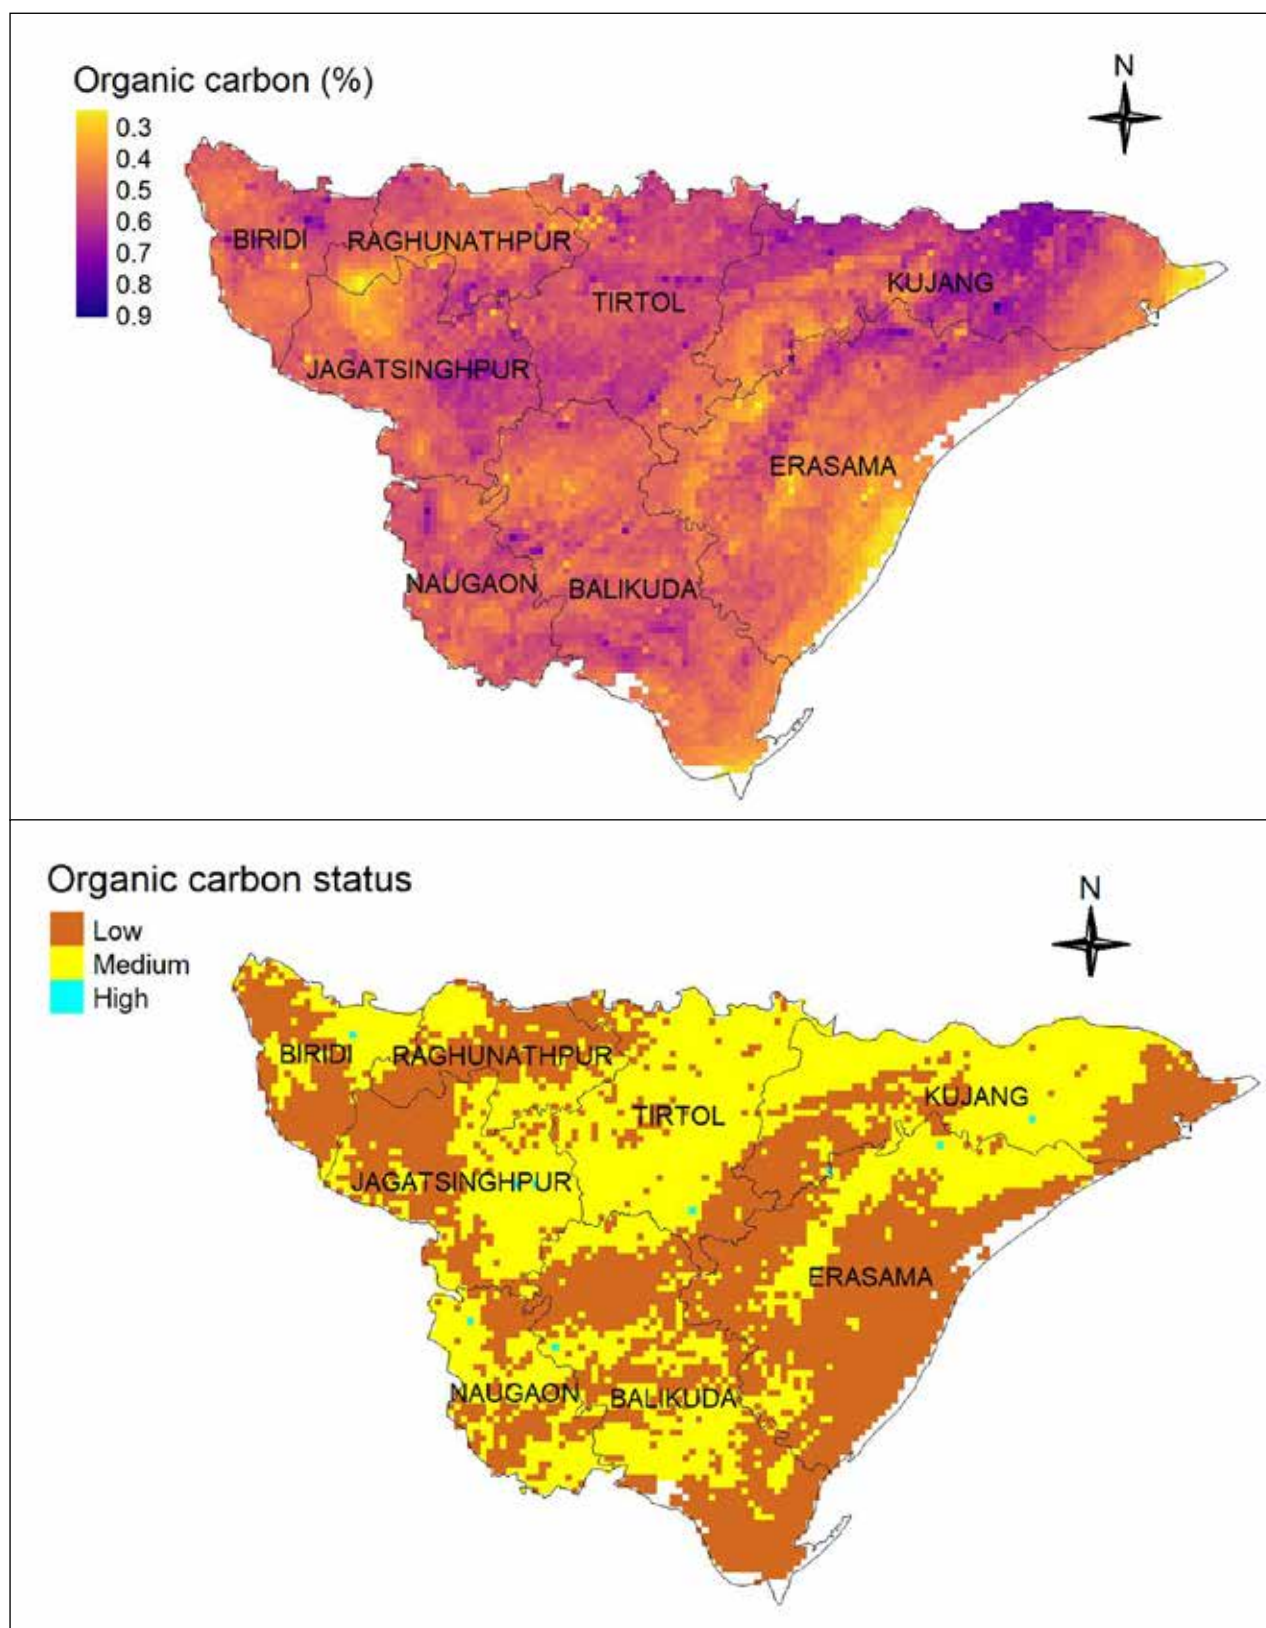 Organic carbon (%)
N
0.3
0.4
0.5
0.6
0.7
0.8
0.9
BIRIDI
RAGHUNATHPUR
TIRTOL
KUJANG
JAGATSINGHPUR
ERASAMA
NAUGAON
BALIKUDA
Organic carbon status
N
Low
Medium
High
BIRIDI
RAGHUNATHPUR
TIRTOL
KUJANG
JAGATSINGHPUR
ERASAMA
NAUGAON
BALIKUDA